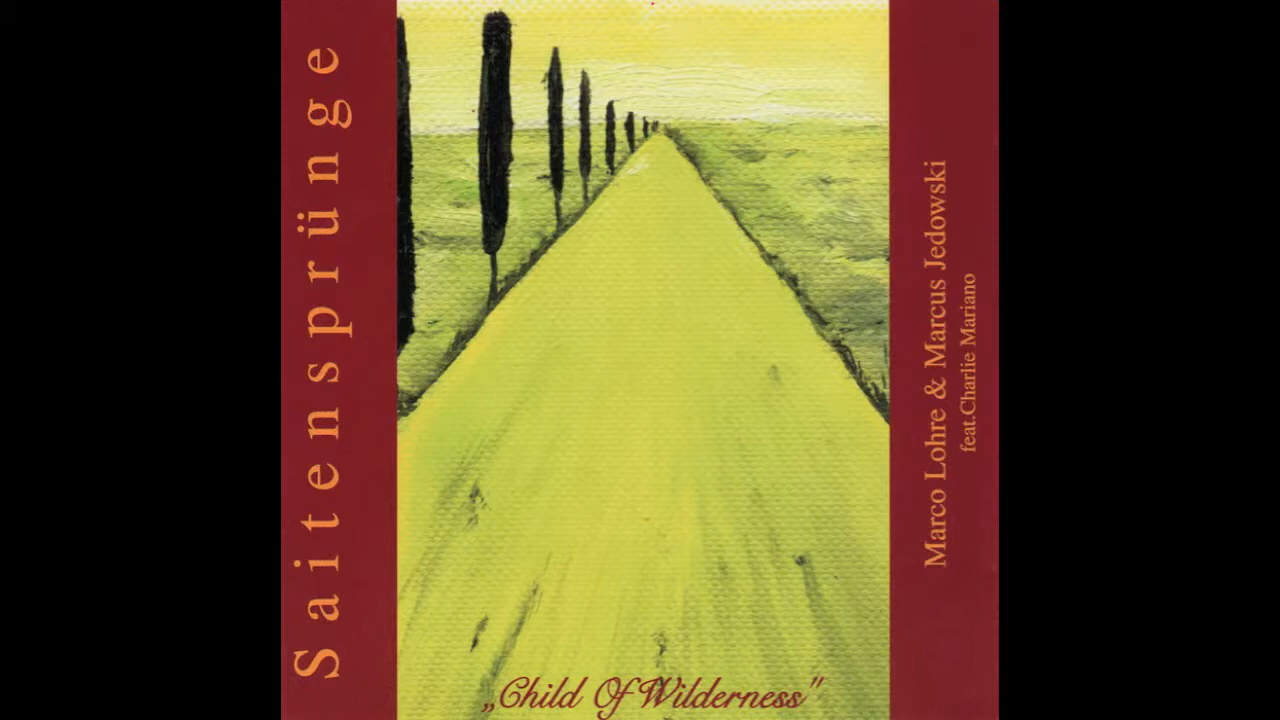 Saitensprünge
Marco Lohre & Marcus Jedowski
feat.Charlie Mariano
„Child Of Wilderness"